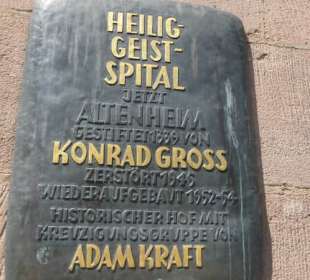 HEILIG-
GEIST-
SPITAL
JETZT
ALTENHEIM
GESTIFTET 1339 VON
KONRAD GROSS
ZERSTÖRT 1945
WIEDERAUFGEBAUT 1952-54
HISTORISCHER HOF MIT
KREUZIGUNGSGRUPPE VON
ADAM KRAFT